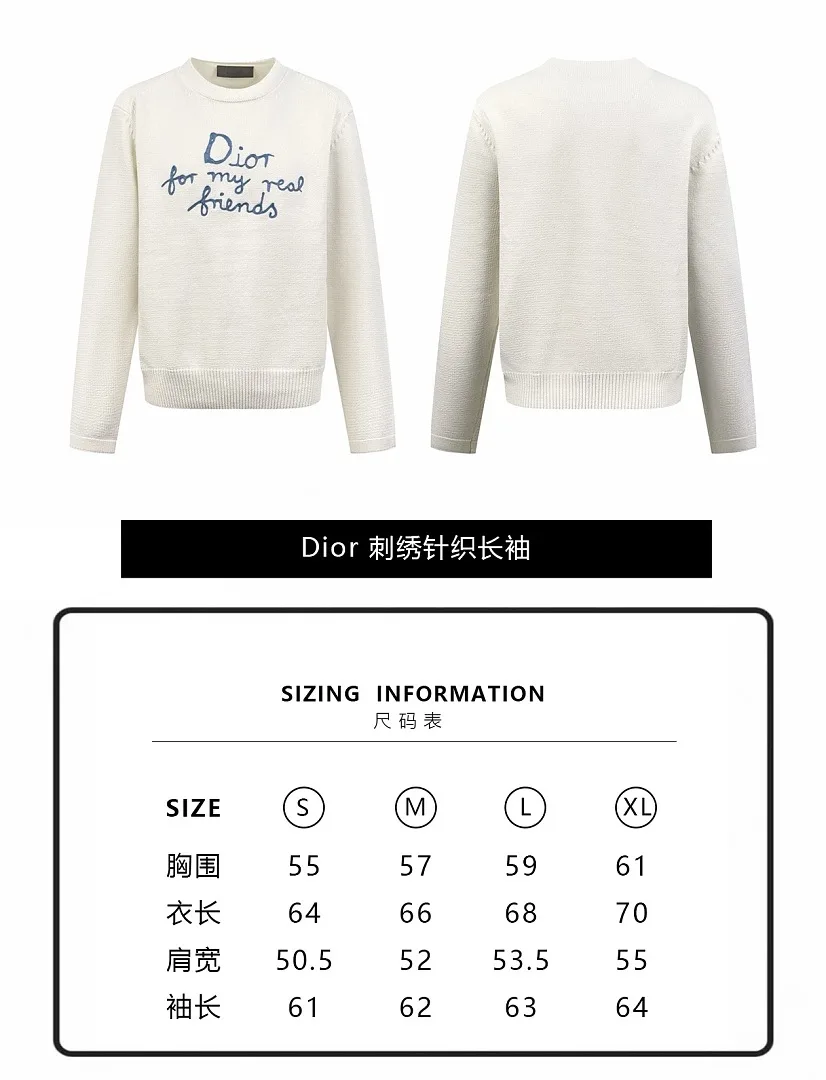 Dior
for my real
friends
Dior 刺绣针织长袖
SIZING INFORMATION
尺码表
SIZE S M L XL
胸围 55 57 59 61
衣长 64 66 68 70
肩宽 50.5 52 53.5 55
袖长 61 62 63 64